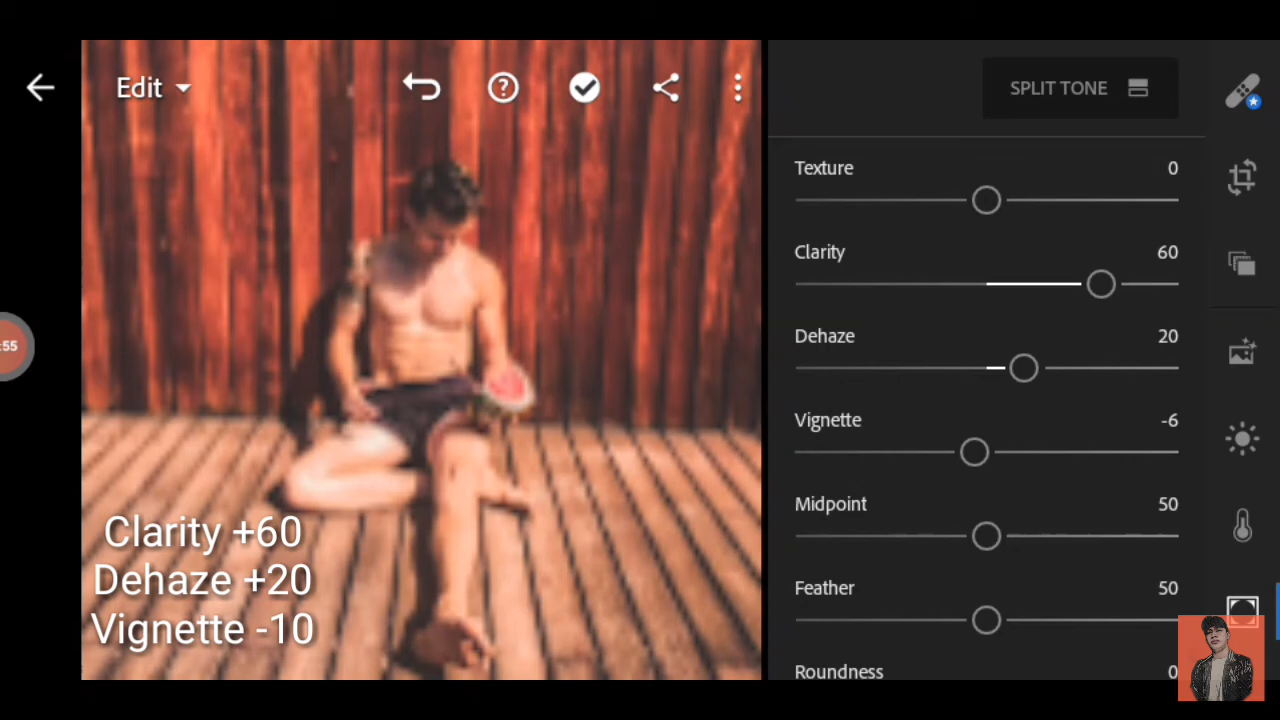 Edit
SPLIT TONE
Texture 0
Clarity 60
Dehaze 20
Vignette -6
Midpoint 50
Feather 50
Roundness 0
:55
Clarity +60
Dehaze +20
Vignette -10